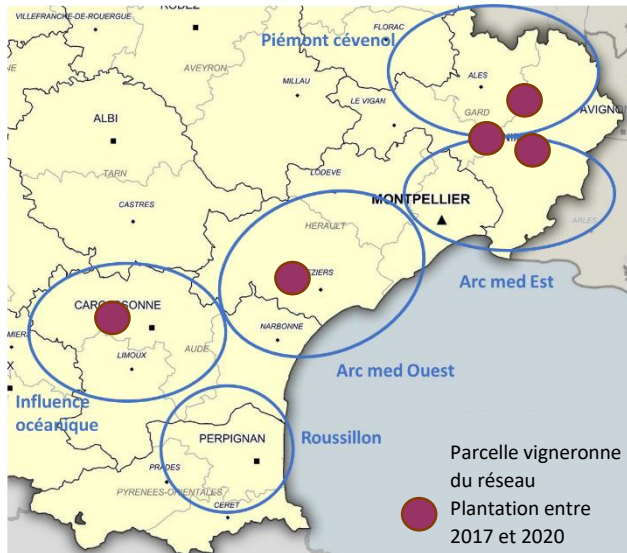 VILLEFRANCHE-DE-ROUERGUE
RODEZ
FLORAC
Piémont cévenol
ALES
AVEYRON
MILLAU
GARD
LE VIGAN
ALBI
TARN
LODEVE
MONTPELLIER
ARLES
CASTRES
HERAULT
Arc med Est
NARBONNE
LIMOUX
AUDE
Arc med Ouest
Influence
océanique
Roussillon
PERPIGNAN
PRADES
PYRENEES-ORIENTALES
CERET
Parcelle vigneronne
du réseau
Plantation entre
2017 et 2020